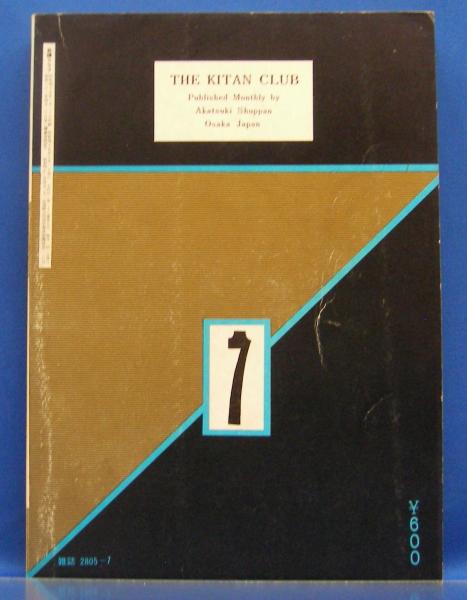 THE KITAN CLUB
Published Monthly by
Akatsuki Shuppan
Osaka Japan
7
¥600
雑誌 2805-7